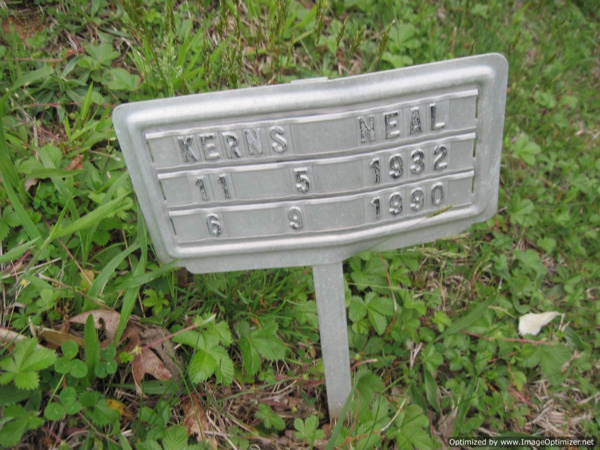 KERNS NEAL
11 5 1932
6 9 1990
Optimized by www.ImageOptimizer.net